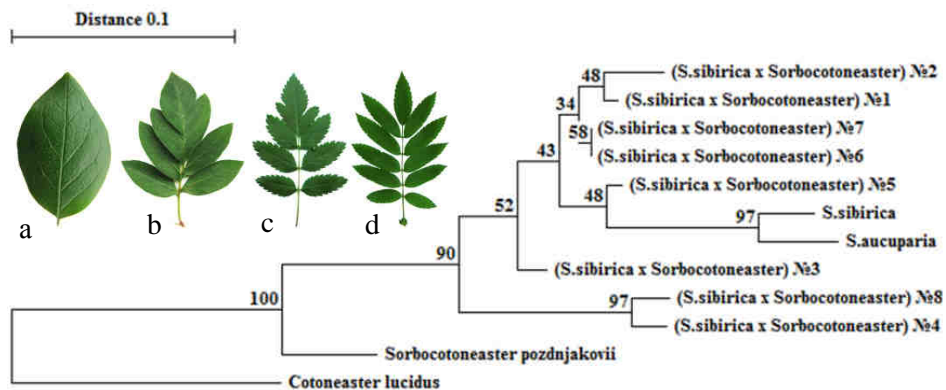 Distance 0.1
a b c d
48 (S.sibirica x Sorbocotoneaster) №2
34 (S.sibirica x Sorbocotoneaster) №1
58 (S.sibirica x Sorbocotoneaster) №7
43 (S.sibirica x Sorbocotoneaster) №6
48 (S.sibirica x Sorbocotoneaster) №5
52 97 S.sibirica
S.aucuparia
90 (S.sibirica x Sorbocotoneaster) №3
100 97 (S.sibirica x Sorbocotoneaster) №8
(S.sibirica x Sorbocotoneaster) №4
Sorbocotoneaster pozdnjakovii
Cotoneaster lucidus